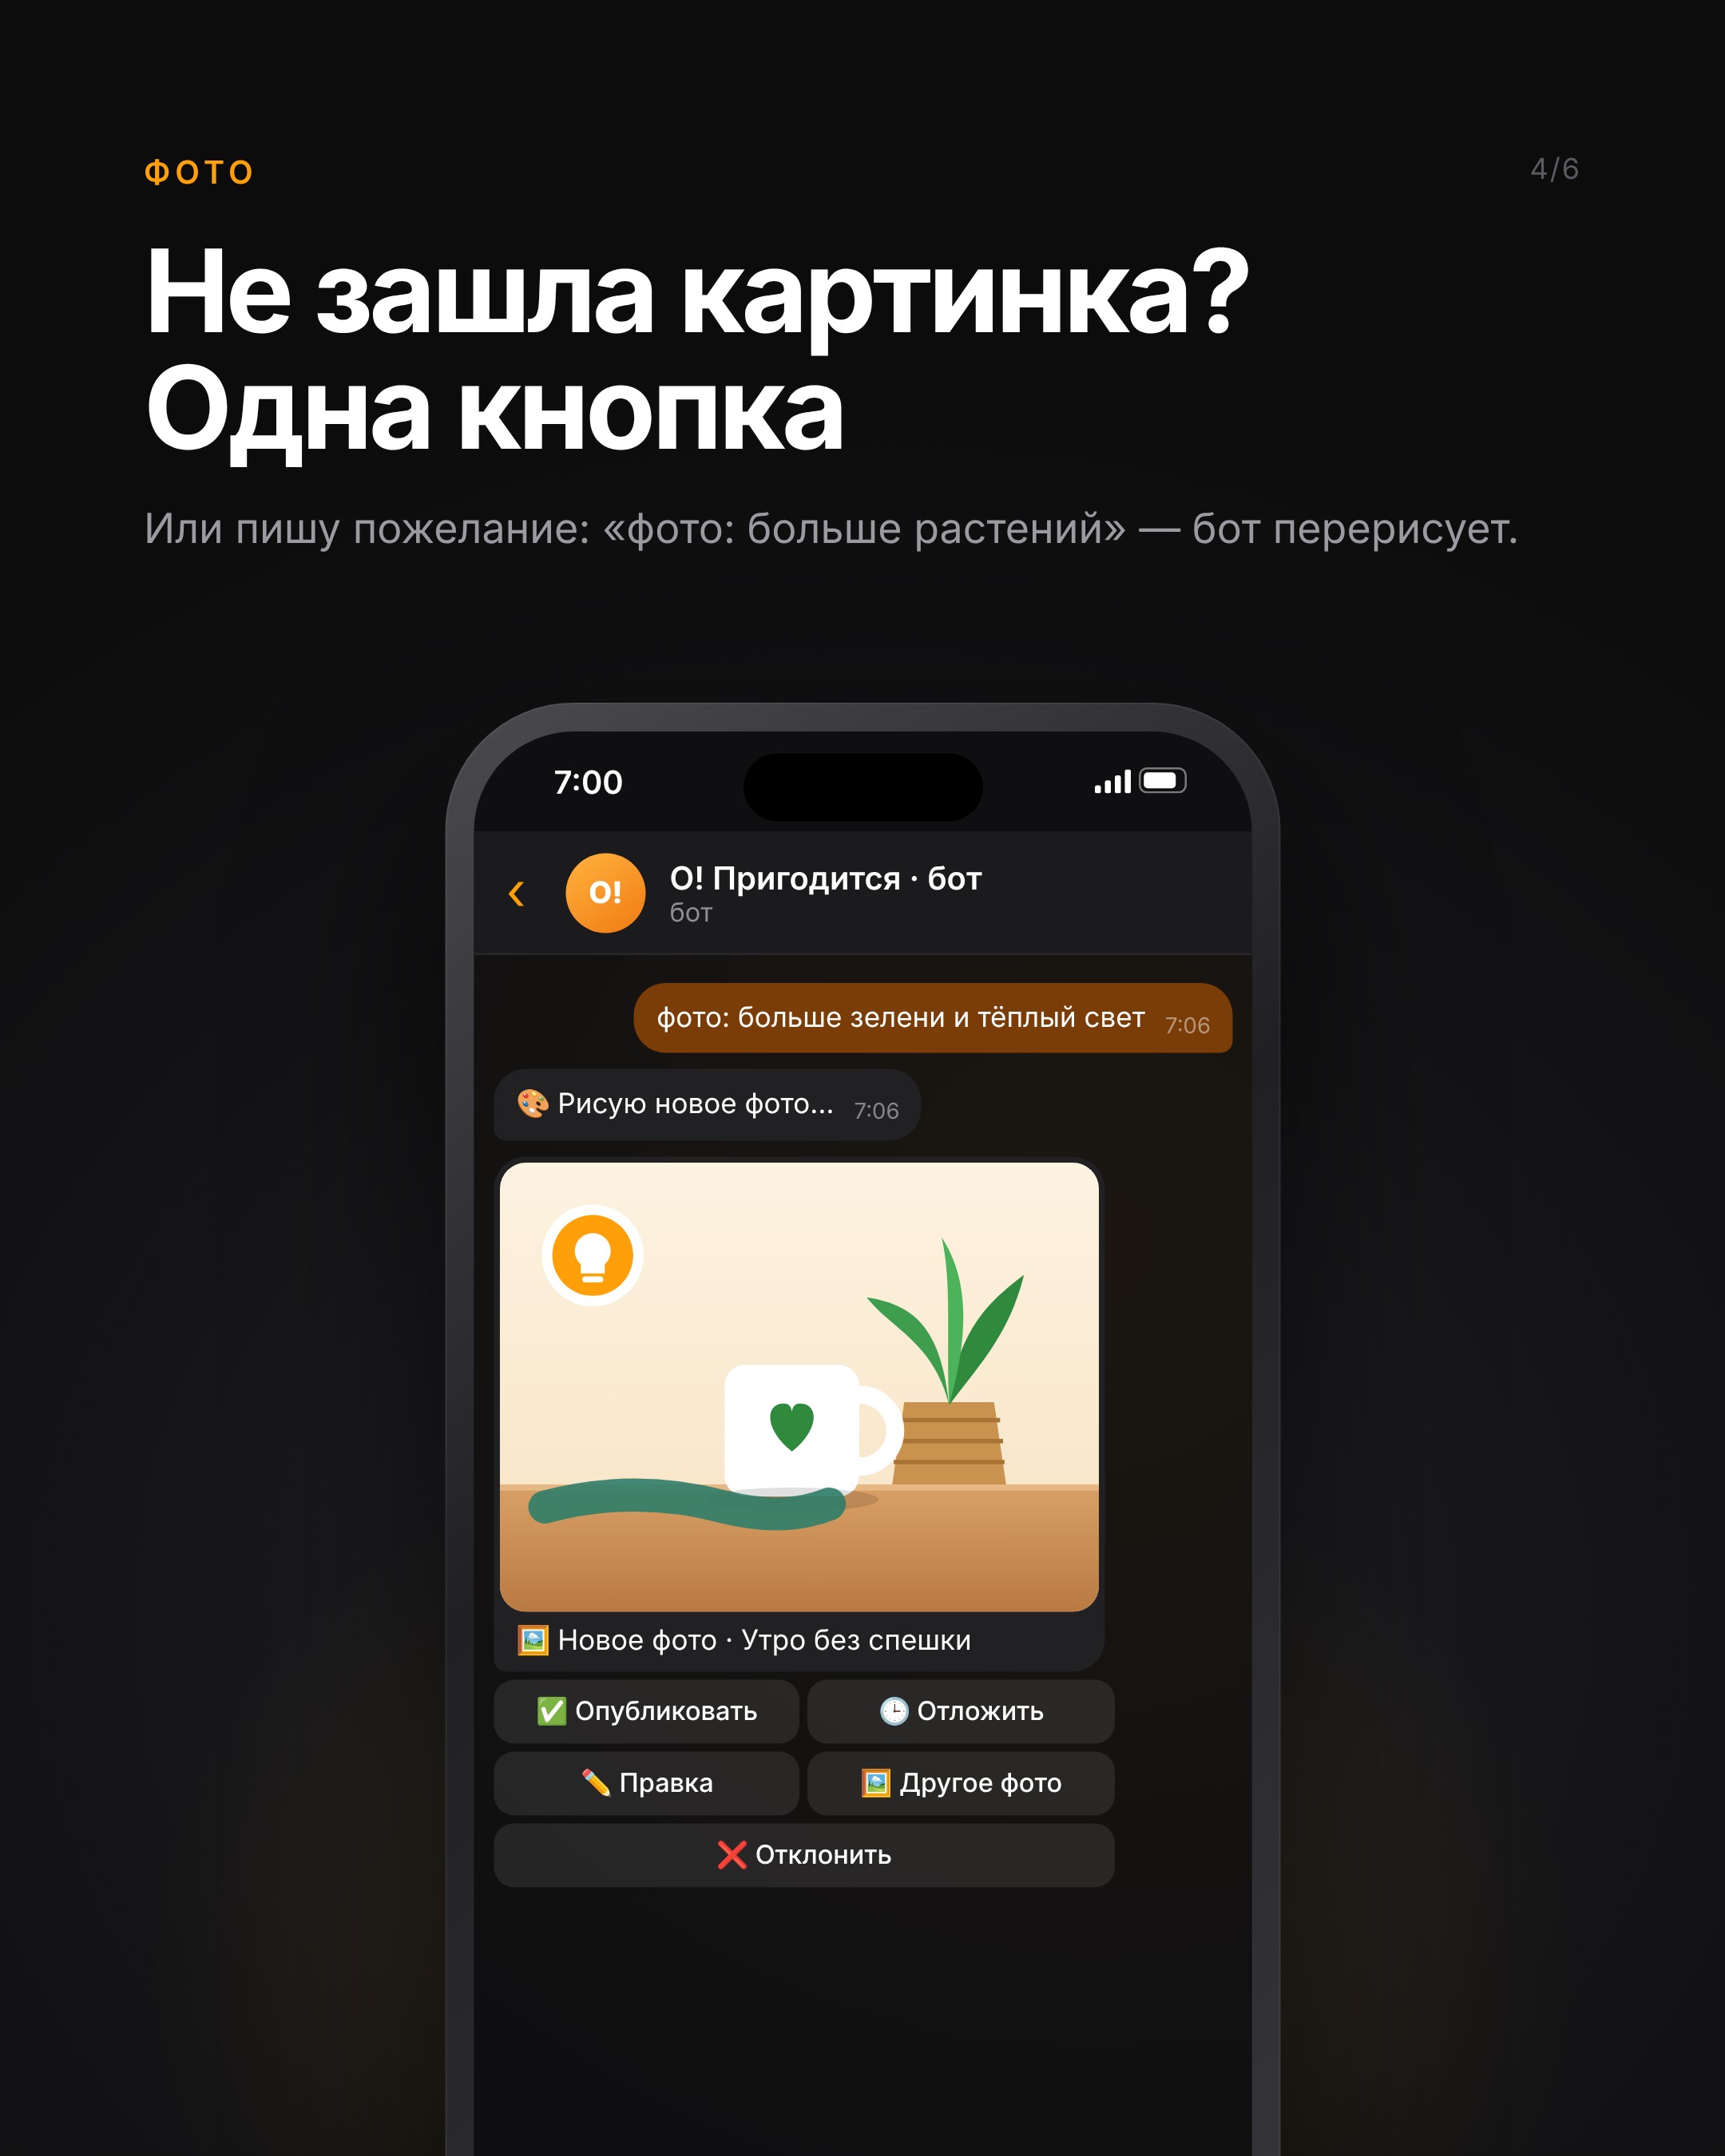 ФОТО
4/6
Не зашла картинка?
Одна кнопка
Или пишу пожелание: «фото: больше растений» — бот перерисует.
7:00
О!
О! Пригодится · бот
бот
фото: больше зелени и тёплый свет 7:06
🎨 Рисую новое фото... 7:06
🖼️ Новое фото · Утро без спешки
✅ Опубликовать
🕒 Отложить
✏️ Правка
🖼️ Другое фото
❌ Отклонить